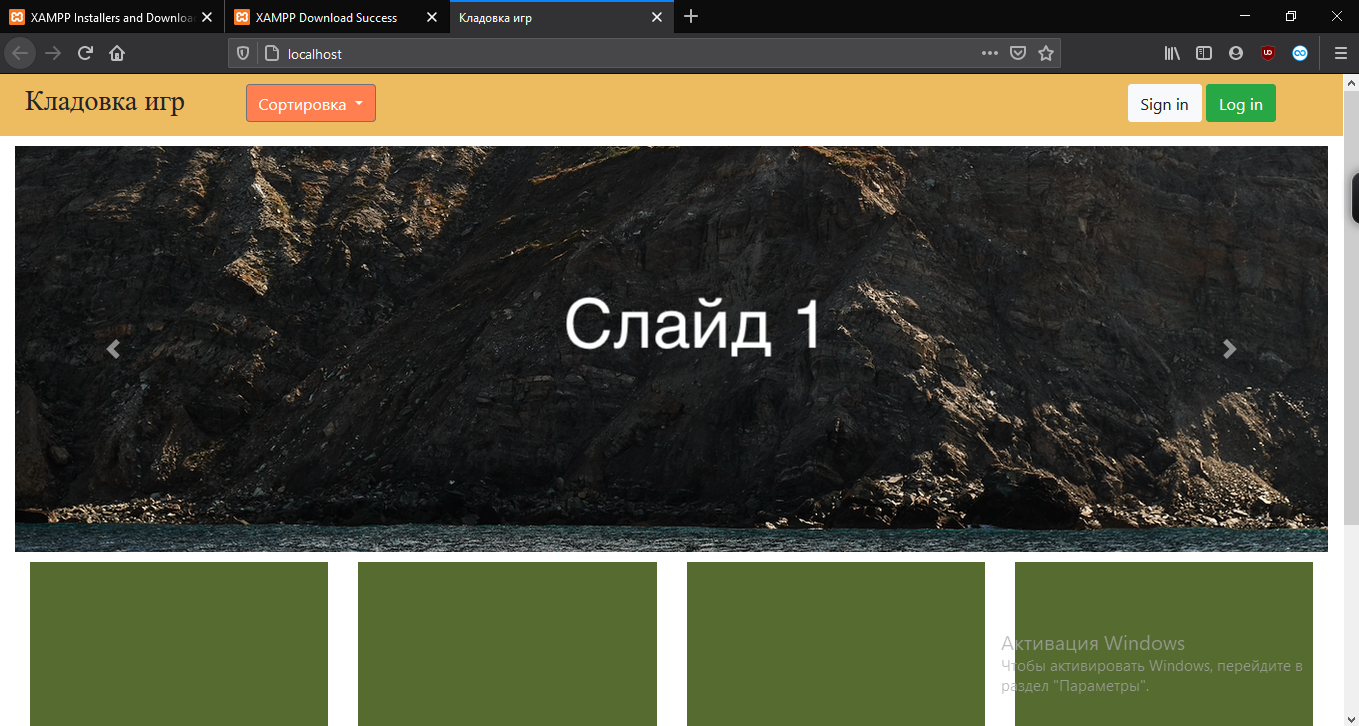 XAMPP Installers and Downloa
XAMPP Download Success
Кладовка игр
localhost
Кладовка игр
Сортировка
Sign in
Log in
Слайд 1
Активация Windows
Чтобы активировать Windows, перейдите в
раздел "Параметры".